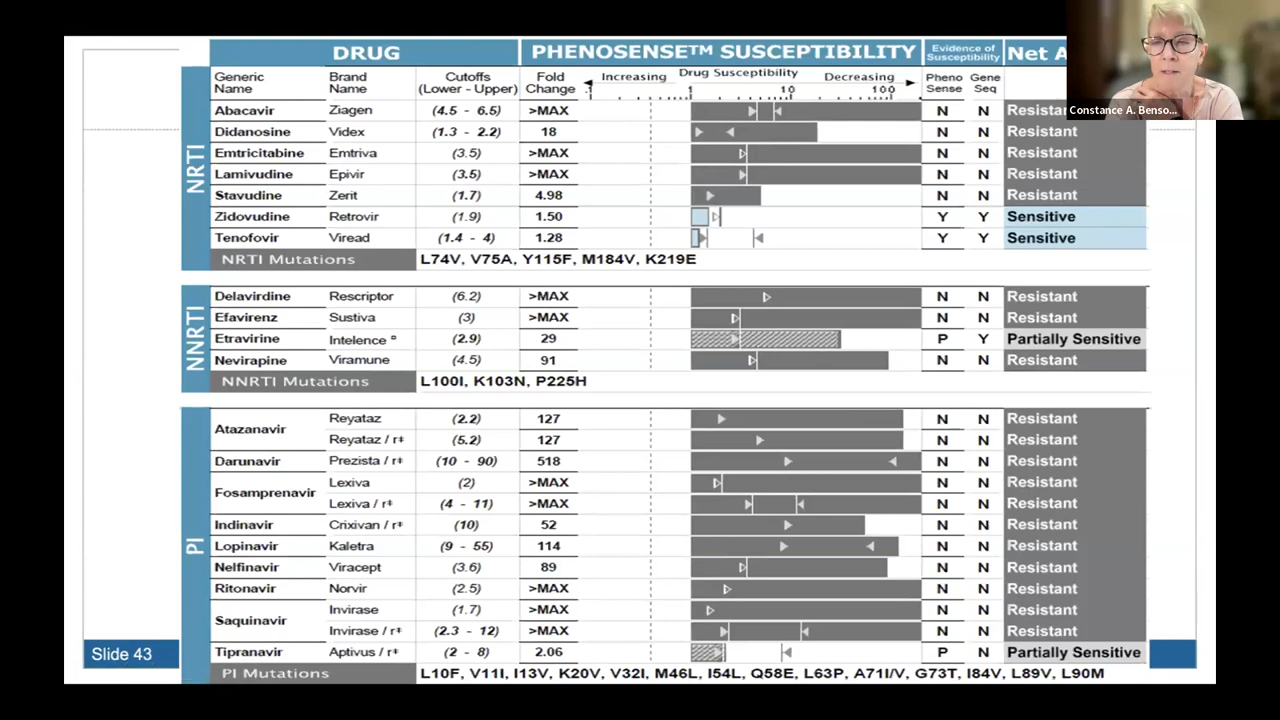 DRUG PHENOSENSE™ SUSCEPTIBILITY Evidence of Susceptibility Net A
Generic Name Brand Name Cutoffs (Lower - Upper) Fold Change Increasing Drug Susceptibility Decreasing Pheno Sense Gene Seq
.1 1 10 100
NRTI
Abacavir Ziagen (4.5 - 6.5) >MAX N N Resistant
Constance A. Benso...
Didanosine Videx (1.3 - 2.2) 18 N N Resistant
Emtricitabine Emtriva (3.5) >MAX N N Resistant
Lamivudine Epivir (3.5) >MAX N N Resistant
Stavudine Zerit (1.7) 4.98 N N Resistant
Zidovudine Retrovir (1.9) 1.50 Y Y Sensitive
Tenofovir Viread (1.4 - 4) 1.28 Y Y Sensitive
NRTI Mutations L74V, V75A, Y115F, M184V, K219E
NNRTI
Delavirdine Rescriptor (6.2) >MAX N N Resistant
Efavirenz Sustiva (3) >MAX N N Resistant
Etravirine Intelence (2.9) 29 P Y Partially Sensitive
Nevirapine Viramune (4.5) 91 N N Resistant
NNRTI Mutations L100I, K103N, P225H
PI
Atazanavir Reyataz (2.2) 127 N N Resistant
Reyataz / r‡ (5.2) 127 N N Resistant
Darunavir Prezista / r‡ (10 - 90) 518 N N Resistant
Fosamprenavir Lexiva (2) >MAX N N Resistant
Lexiva / r‡ (4 - 11) >MAX N N Resistant
Indinavir Crixivan / r‡ (10) 52 N N Resistant
Lopinavir Kaletra (9 - 55) 114 N N Resistant
Nelfinavir Viracept (3.6) 89 N N Resistant
Ritonavir Norvir (2.5) >MAX N N Resistant
Saquinavir Invirase (1.7) >MAX N N Resistant
Invirase / r‡ (2.3 - 12) >MAX N N Resistant
Tipranavir Aptivus / r‡ (2 - 8) 2.06 P N Partially Sensitive
PI Mutations L10F, V11I, I13V, K20V, V32I, M46L, I54L, Q58E, L63P, A71I/V, G73T, I84V, L89V, L90M
Slide 43